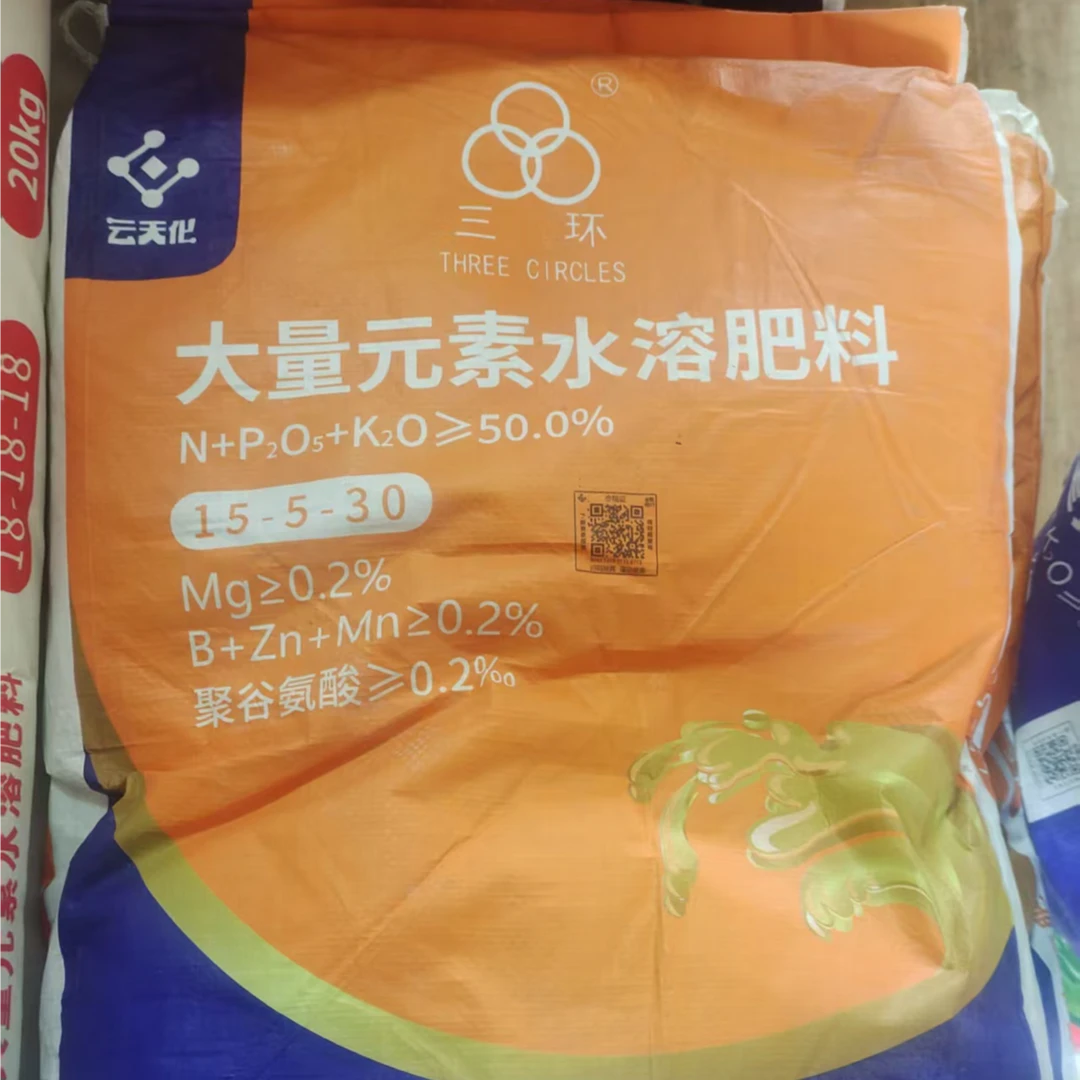 20kg
18-18-18
大量元素水溶肥料
云天化
®
三 环
THREE CIRCLES
大量元素水溶肥料
N+P₂O₅+K₂O≥50.0%
15-5-30
Mg≥0.2%
B+Zn+Mn≥0.2%
聚谷氨酸≥0.2‰